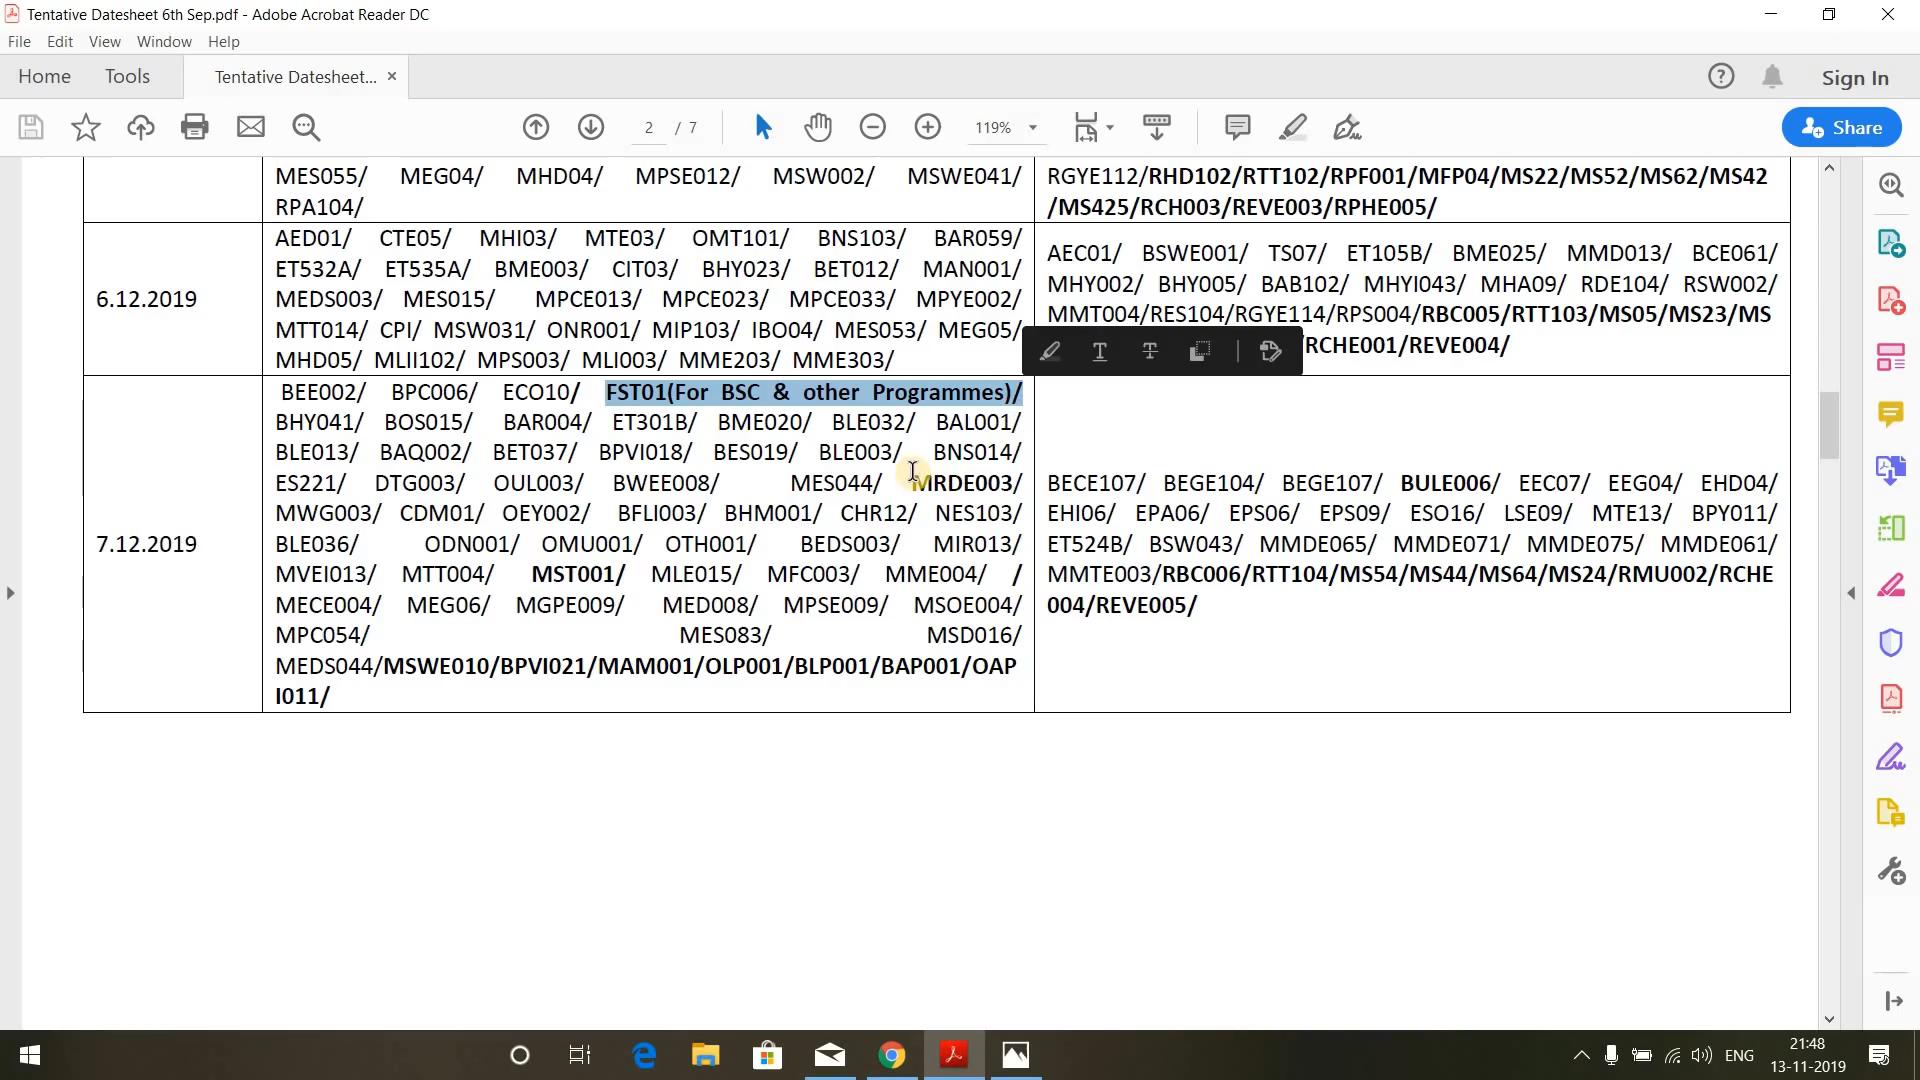 Tentative Datesheet 6th Sep.pdf - Adobe Acrobat Reader DC
File Edit View Window Help
Home Tools Tentative Datesheet... × Sign In
2 / 7 119% Share
MES055/ MEG04/ MHD04/ MPSE012/ MSW002/ MSWE041/
RPA104/
RGYE112/RHD102/RTT102/RPF001/MFP04/MS22/MS52/MS62/MS42
/MS425/RCH003/REVE003/RPHE005/
6.12.2019
AED01/ CTE05/ MHI03/ MTE03/ OMT101/ BNS103/ BAR059/
ET532A/ ET535A/ BME003/ CIT03/ BHY023/ BET012/ MAN001/
MEDS003/ MES015/ MPCE013/ MPCE023/ MPCE033/ MPYE002/
MTT014/ CPI/ MSW031/ ONR001/ MIP103/ IBO04/ MES053/ MEG05/
MHD05/ MLII102/ MPS003/ MLI003/ MME203/ MME303/
AEC01/ BSWE001/ TS07/ ET105B/ BME025/ MMD013/ BCE061/
MHY002/ BHY005/ BAB102/ MHYI043/ MHA09/ RDE104/ RSW002/
MMT004/RES104/RGYE114/RPS004/RBC005/RTT103/MS05/MS23/MS
/RCHE001/REVE004/
7.12.2019
BEE002/ BPC006/ ECO10/ FST01(For BSC & other Programmes)/
BHY041/ BOS015/ BAR004/ ET301B/ BME020/ BLE032/ BAL001/
BLE013/ BAQ002/ BET037/ BPVI018/ BES019/ BLE003/ BNS014/
ES221/ DTG003/ OUL003/ BWEE008/ MES044/ MRDE003/
MWG003/ CDM01/ OEY002/ BFLI003/ BHM001/ CHR12/ NES103/
BLE036/ ODN001/ OMU001/ OTH001/ BEDS003/ MIR013/
MVEI013/ MTT004/ MST001/ MLE015/ MFC003/ MME004/ /
MECE004/ MEG06/ MGPE009/ MED008/ MPSE009/ MSOE004/
MPC054/ MES083/ MSD016/
MEDS044/MSWE010/BPVI021/MAM001/OLP001/BLP001/BAP001/OAP
I011/
BECE107/ BEGE104/ BEGE107/ BULE006/ EEC07/ EEG04/ EHD04/
EHI06/ EPA06/ EPS06/ EPS09/ ESO16/ LSE09/ MTE13/ BPY011/
ET524B/ BSW043/ MMDE065/ MMDE071/ MMDE075/ MMDE061/
MMTE003/RBC006/RTT104/MS54/MS44/MS64/MS24/RMU002/RCHE
004/REVE005/
ENG
21:48
13-11-2019